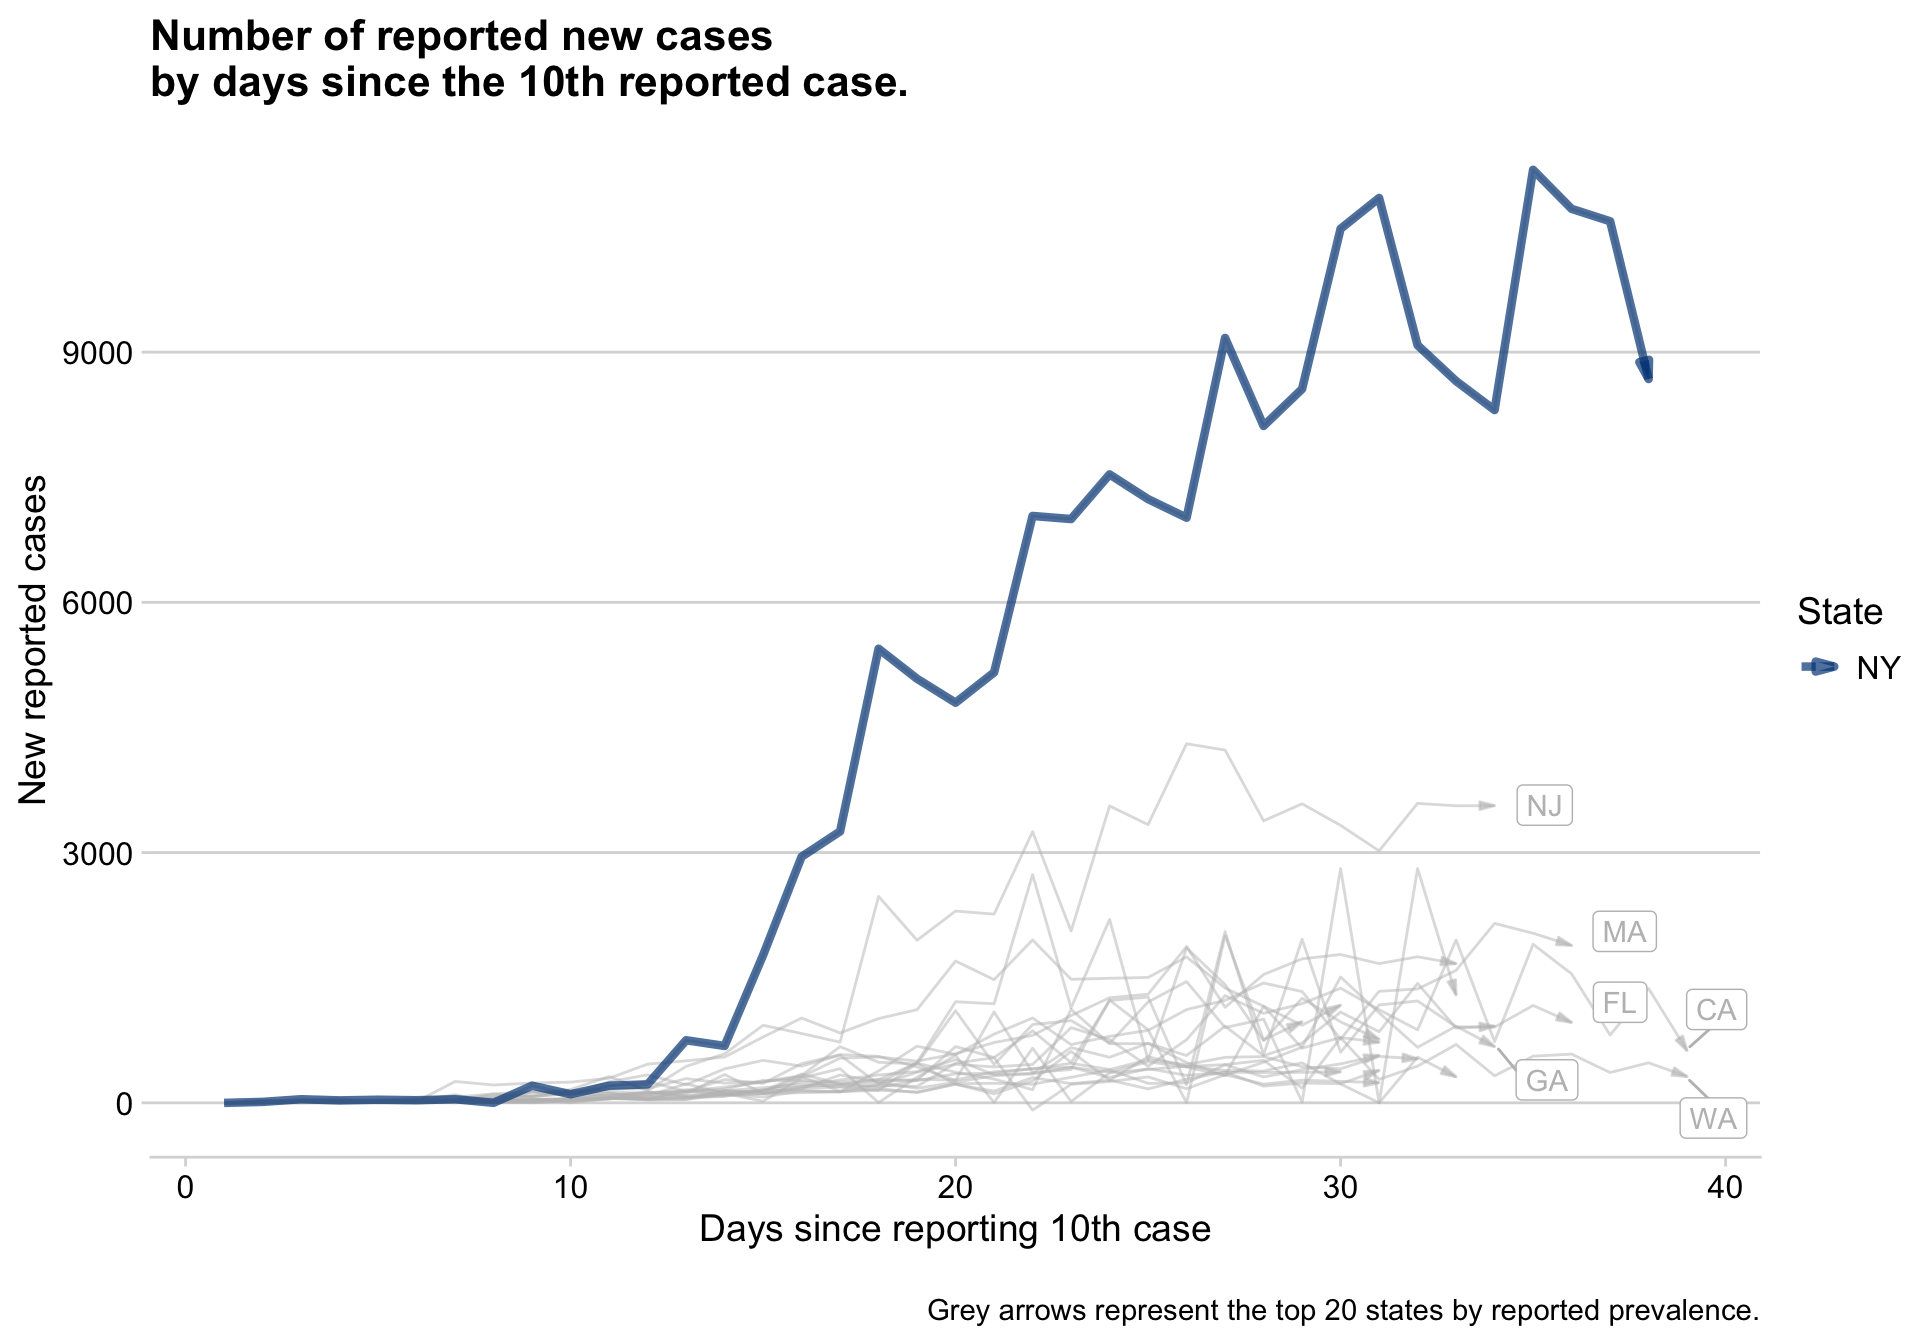 Number of reported new cases
by days since the 10th reported case.
New reported cases
9000
6000
3000
0
NJ
MA
FL
CA
GA
WA
State
NY
0
10
20
30
40
Days since reporting 10th case
Grey arrows represent the top 20 states by reported prevalence.